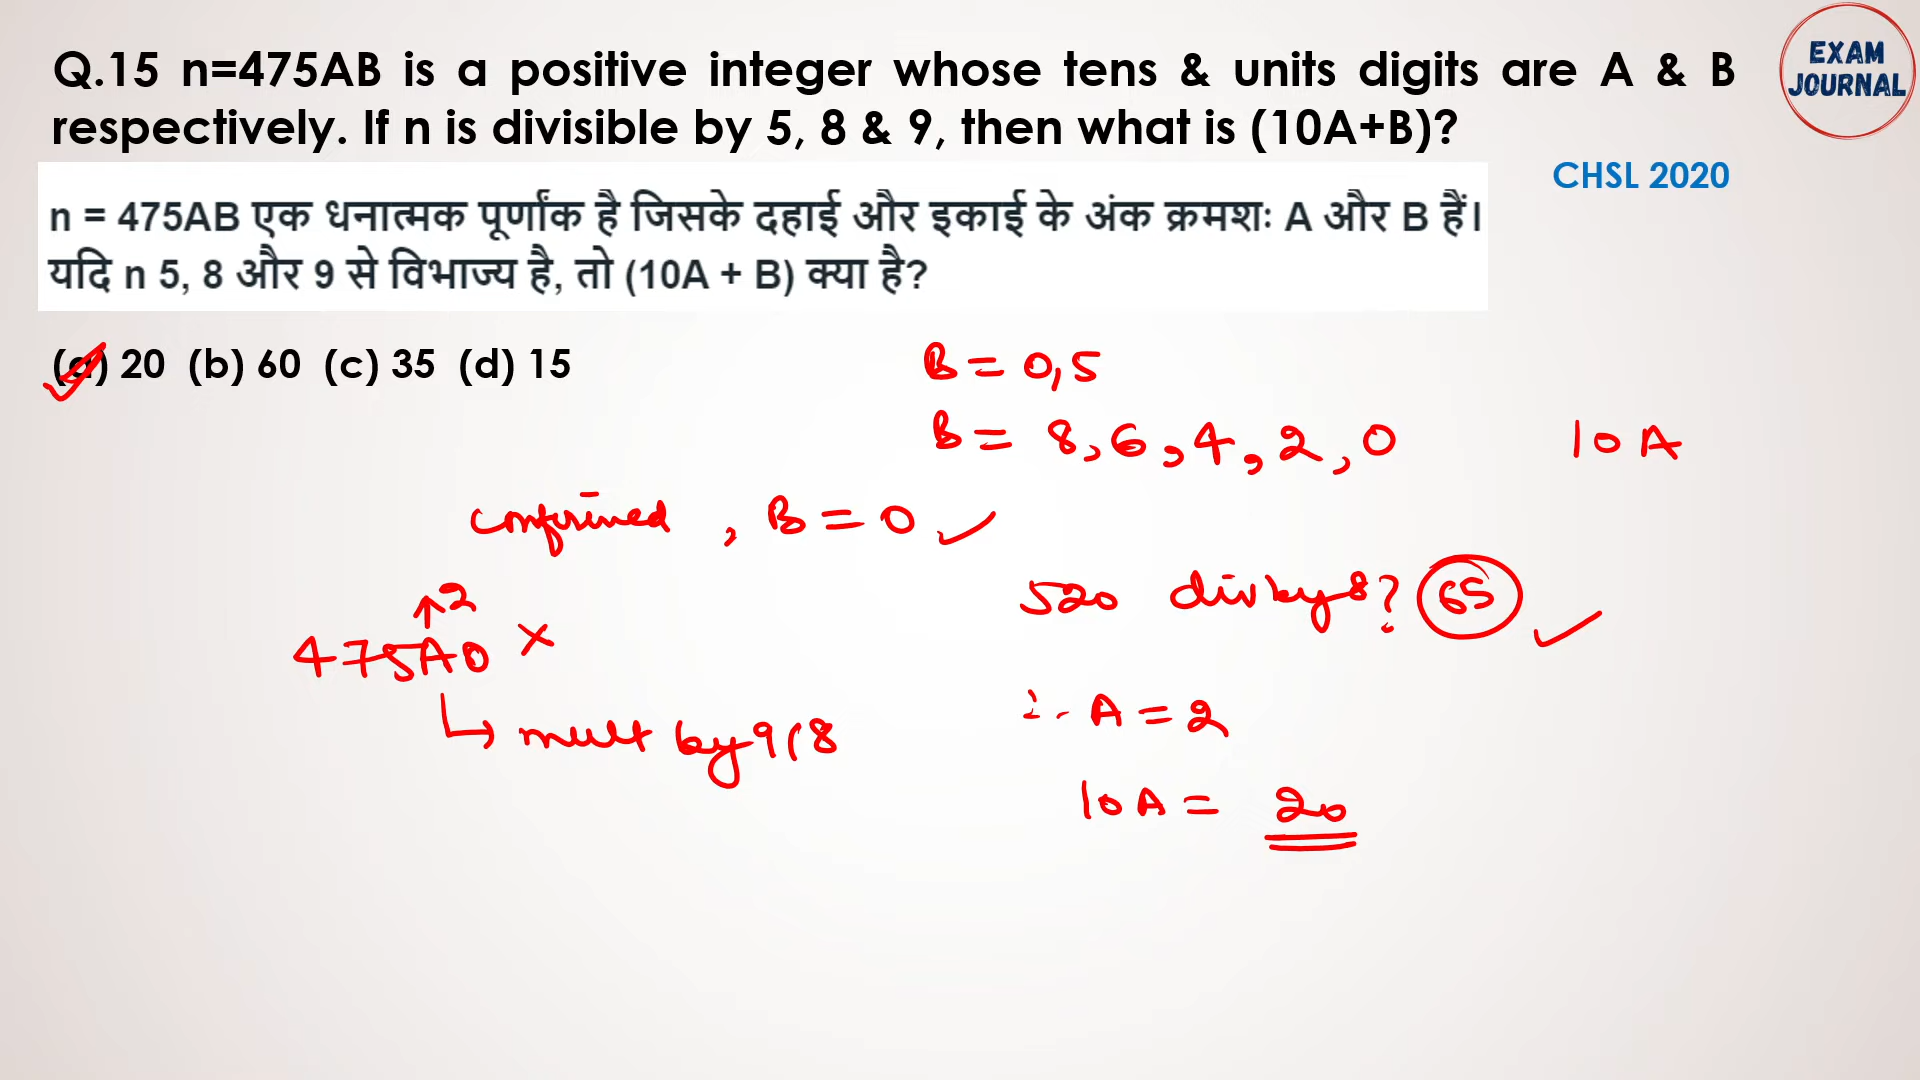 Q.15 n=475AB is a positive integer whose tens & units digits are A & B
respectively. If n is divisible by 5, 8 & 9, then what is (10A+B)?
EXAM
JOURNAL
CHSL 2020
n = 475AB एक धनात्मक पूर्णांक है जिसके दहाई और इकाई के अंक क्रमशः A और B हैं।
यदि n 5, 8 और 9 से विभाज्य है, तो (10A + B) क्या है?
(a) 20 (b) 60 (c) 35 (d) 15
B = 0,5
B = 8,6,4,2,0
10A
confirmed, B = 0 ✓
520 div by 8? 65 ✓
↑2
475A0 ×
↳ mult by 9, 8
∴ A = 2
10A = 20